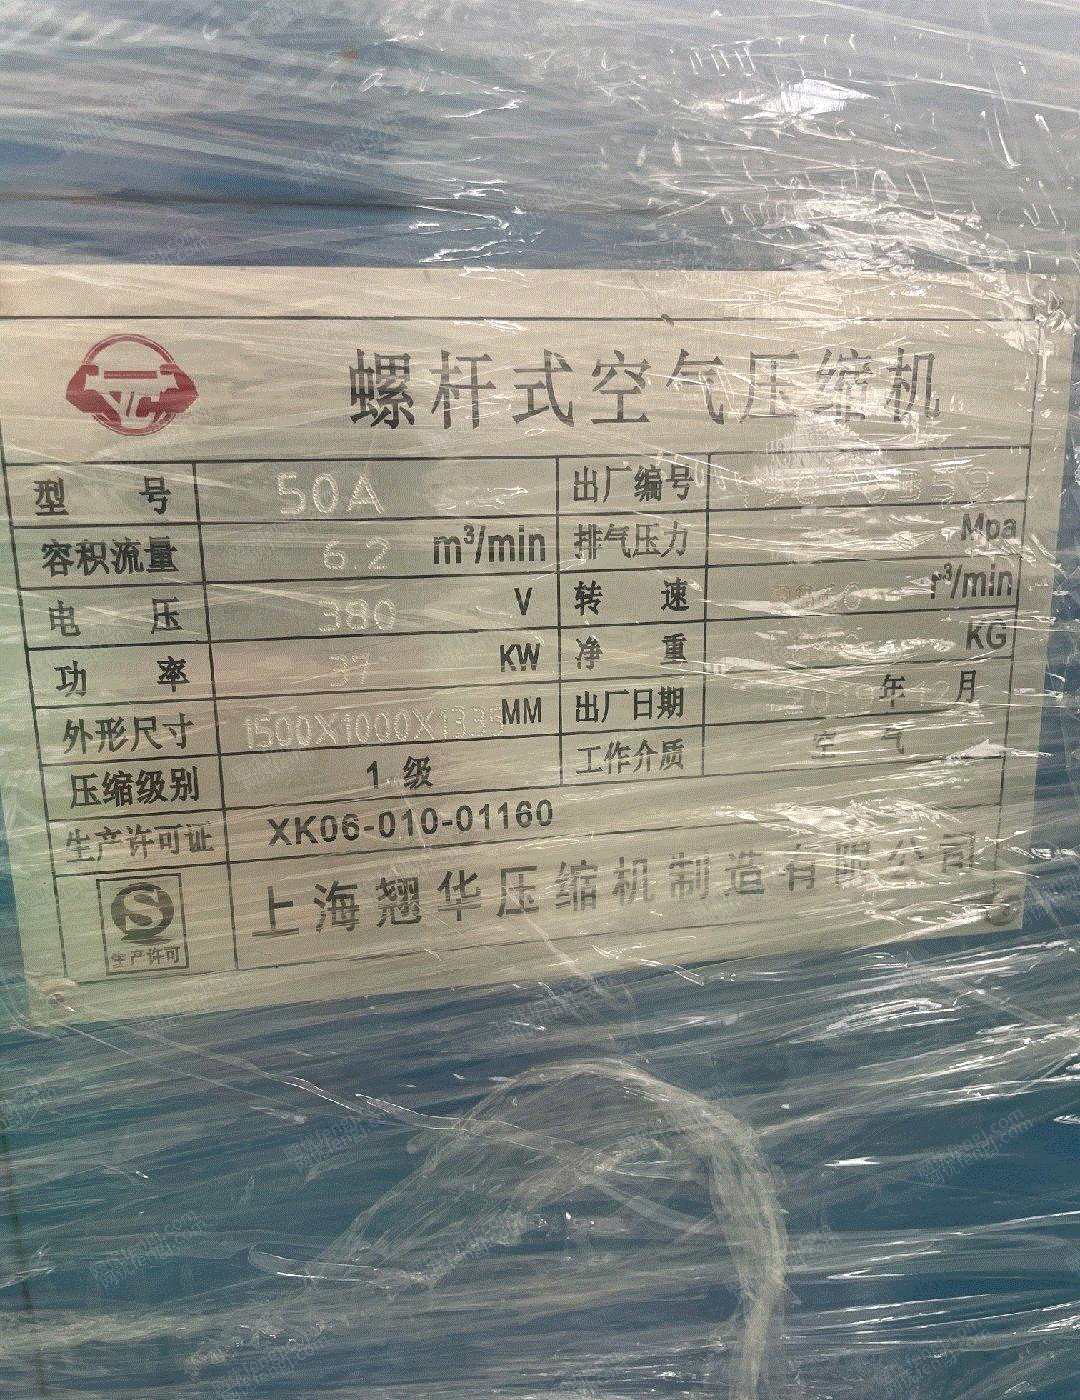 螺杆式空气压缩机
型 号 50A 出厂编号
容积流量 6.2 m³/min 排气压力 Mpa
电 压 380 V 转 速 r³/min
功 率 37 KW 净 重 KG
外形尺寸 1500X1000X1335 MM 出厂日期 年 月
压缩级别 1 级 工作介质 空 气
生产许可证 XK06-010-01160
上海翘华压缩机制造有限公司
S
生产许可